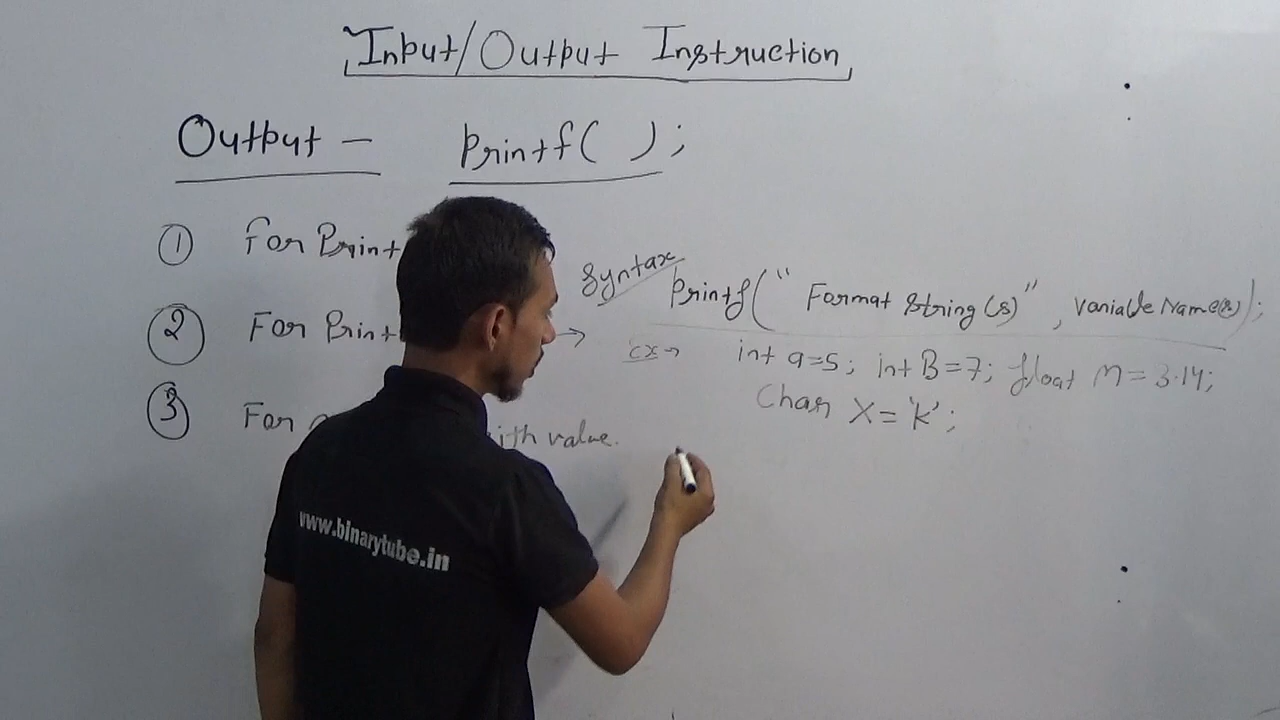 Input/Output Instruction
Output - Printf( );
① For Print
② For Print →
Syntax Printf(" Format String(s)", Variable Name(s));
③ For with value.
ex→ int a=5; int B=7; float M=3.14;
Char X='K';
www.binarytube.in